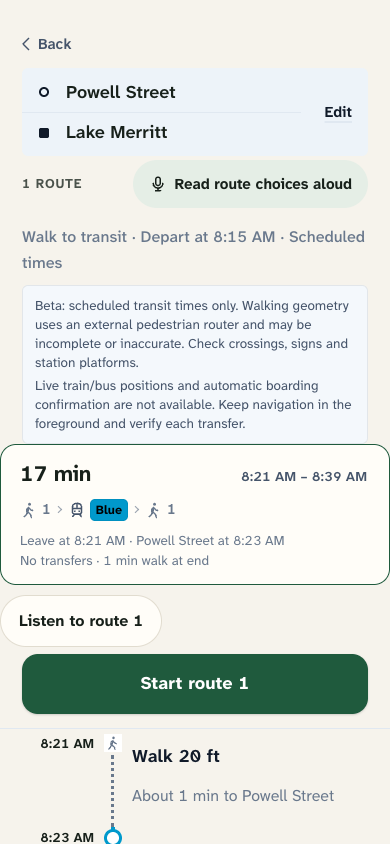 Back
Powell Street
Edit
Lake Merritt
1 ROUTE
Read route choices aloud
Walk to transit · Depart at 8:15 AM · Scheduled
times
Beta: scheduled transit times only. Walking geometry
uses an external pedestrian router and may be
incomplete or inaccurate. Check crossings, signs and
station platforms.
Live train/bus positions and automatic boarding
confirmation are not available. Keep navigation in the
foreground and verify each transfer.
17 min
8:21 AM – 8:39 AM
1 Blue 1
Leave at 8:21 AM · Powell Street at 8:23 AM
No transfers · 1 min walk at end
Listen to route 1
Start route 1
8:21 AM
Walk 20 ft
About 1 min to Powell Street
8:23 AM